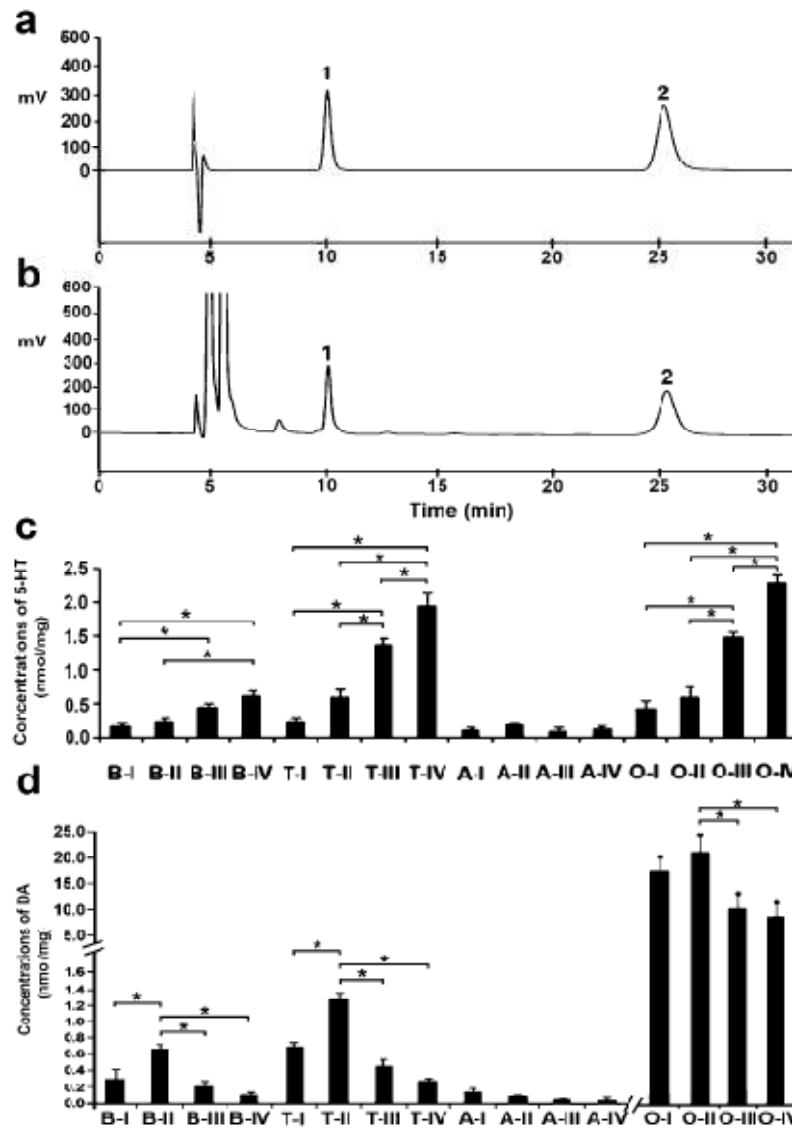 a
600
500
400
mV 300
200
100
0
1
2
0 5 10 15 20 25 30
b
600
500
400
mV 300
200
100
0
1
2
0 5 10 15 20 25 30
Time (min)
c
Concentrations of 5-HT
(nmol/mg)
2.5
2.0
1.5
1.0
0.5
0.0
* * * * * * * * * * * * *
B-I B-II B-III B-IV T-I T-II T-III T-IV A-I A-II A-III A-IV O-I O-II O-III O-IV
d
Concentrations of DA
(nmol/mg)
25.0
20.0
15.0
10.0
5.0
1.6
1.4
1.2
0.8
0.6
0.4
0.2
0.0
* * * * * * * *
B-I B-II B-III B-IV T-I T-II T-III T-IV A-I A-II A-III A-IV O-I O-II O-III O-IV